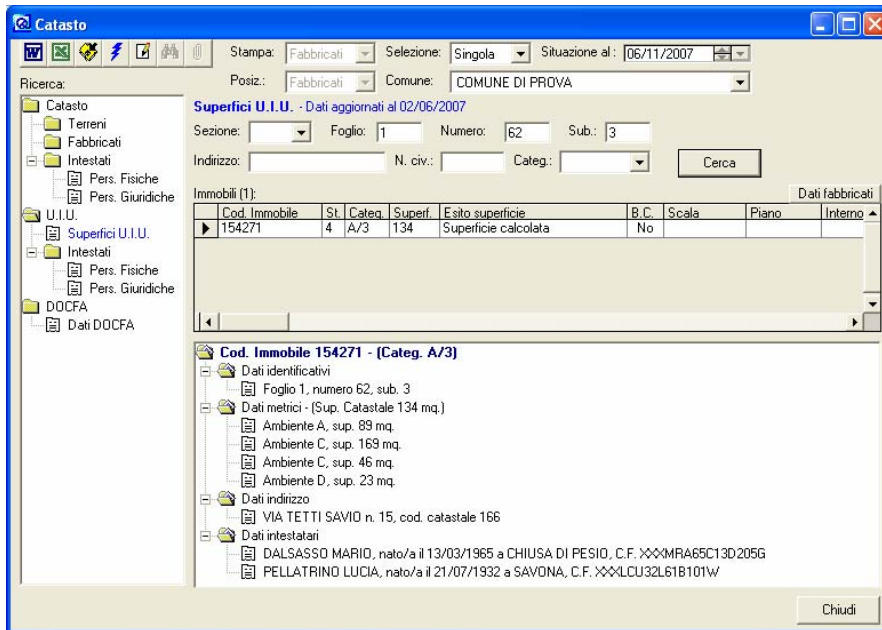 Catasto
Stampa: Fabbricati Selezione: Singola Situazione al : 06/11/2007
Posiz.: Fabbricati Comune: COMUNE DI PROVA
Ricerca:
Catasto
Terreni
Fabbricati
Intestati
Pers. Fisiche
Pers. Giuridiche
U.I.U.
Superfici U.I.U.
Intestati
Pers. Fisiche
Pers. Giuridiche
DOCFA
Dati DOCFA
Superfici U.I.U. - Dati aggiornati al 02/06/2007
Sezione: Foglio: 1 Numero: 62 Sub.: 3
Indirizzo: N. civ.: Categ.: Cerca
Immobili (1): Dati fabbricati
Cod. Immobile St. Categ. Superf. Esito superficie B.C. Scala Piano Interno
154271 4 A/3 134 Superficie calcolata No
Cod. Immobile 154271 - (Categ. A/3)
Dati identificativi
Foglio 1, numero 62, sub. 3
Dati metrici - (Sup. Catastale 134 mq.)
Ambiente A, sup. 89 mq.
Ambiente C, sup. 169 mq.
Ambiente C, sup. 46 mq.
Ambiente D, sup. 23 mq.
Dati indirizzo
VIA TETTI SAVIO n. 15, cod. catastale 166
Dati intestatari
DALSASSO MARIO, nato/a il 13/03/1965 a CHIUSA DI PESIO, C.F. XXXMRA65C13D205G
PELLATRINO LUCIA, nato/a il 21/07/1932 a SAVONA, C.F. XXXLCU32L61B101W
Chiudi